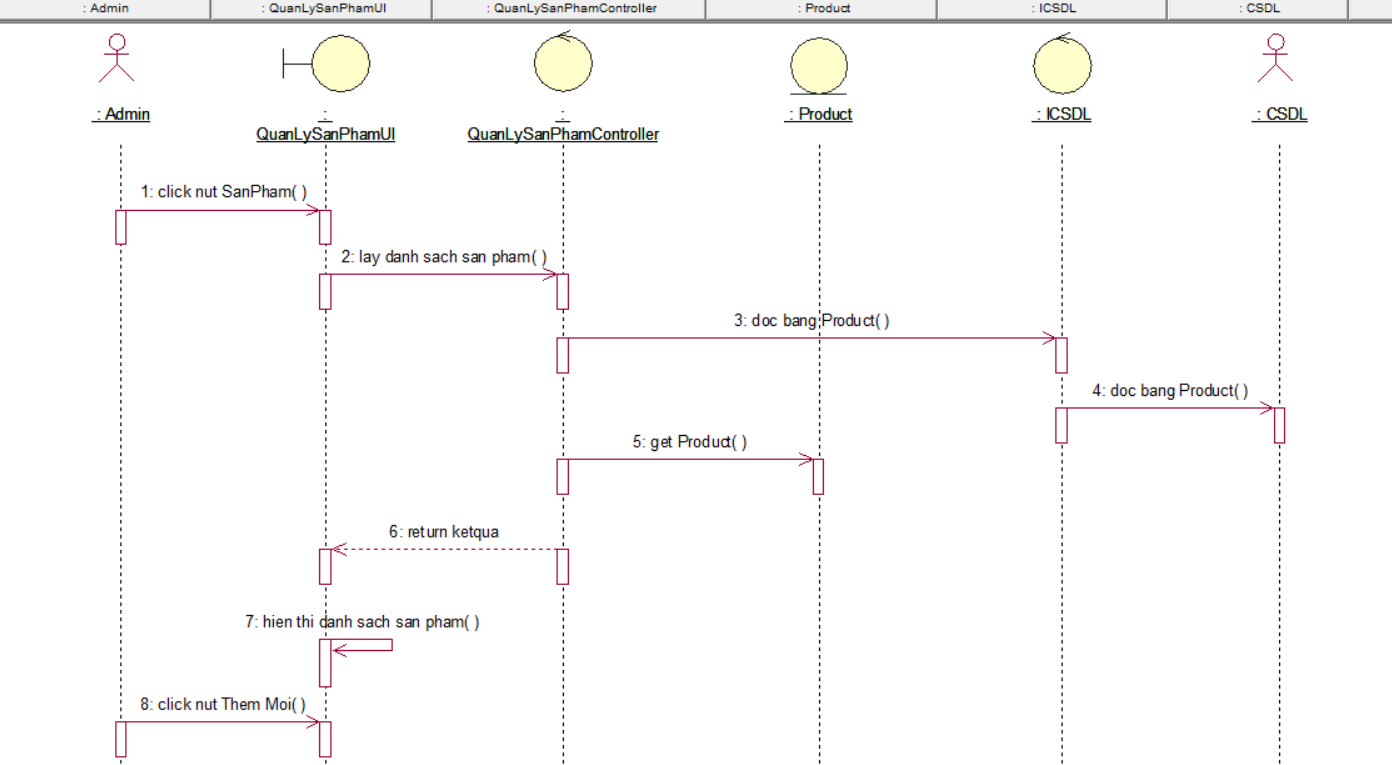 : Admin
: QuanLySanPhamUI
: QuanLySanPhamController
: Product
: ICSDL
: CSDL
: Admin
:
QuanLySanPhamUI
:
QuanLySanPhamController
: Product
: ICSDL
: CSDL
1: click nut SanPham( )
2: lay danh sach san pham( )
3: doc bang Product( )
4: doc bang Product( )
5: get Product( )
6: return ketqua
7: hien thi danh sach san pham( )
8: click nut Them Moi( )